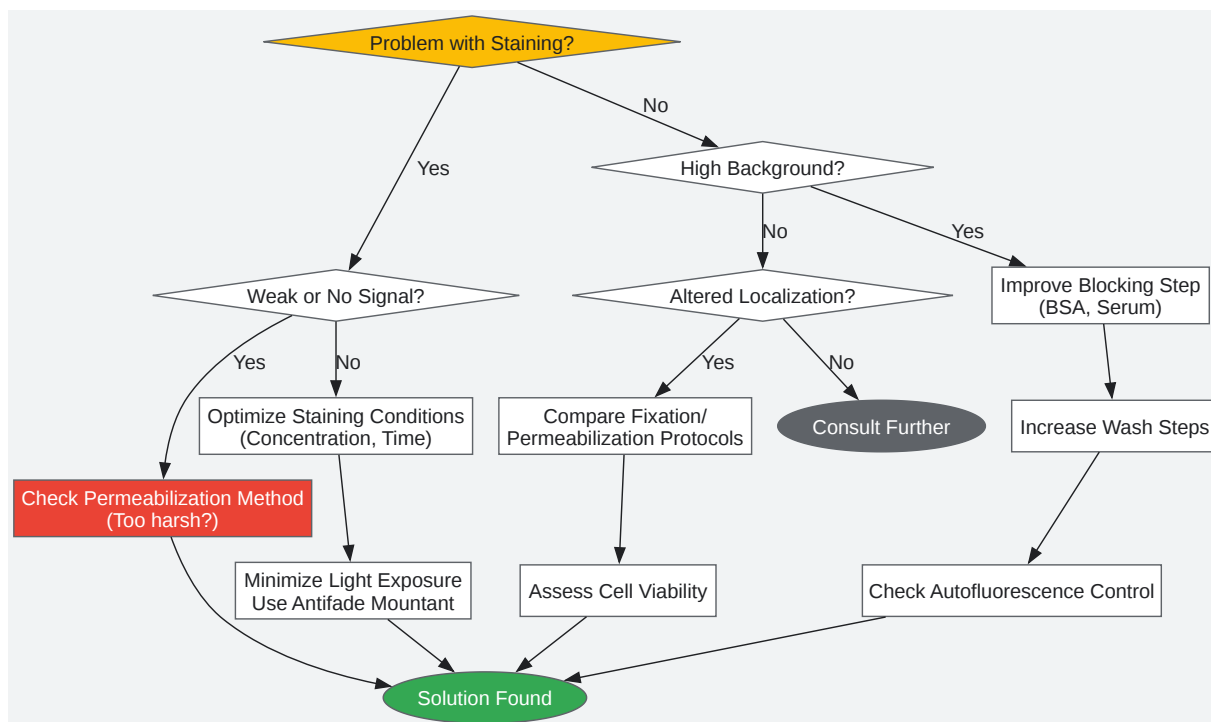 Problem with Staining?
No
Yes
High Background?
No
Yes
Weak or No Signal?
Altered Localization?
Improve Blocking Step
(BSA, Serum)
Yes
No
Yes
No
Optimize Staining Conditions
(Concentration, Time)
Compare Fixation/
Permeabilization Protocols
Consult Further
Increase Wash Steps
Check Permeabilization Method
(Too harsh?)
Minimize Light Exposure
Use Antifade Mountant
Assess Cell Viability
Check Autofluorescence Control
Solution Found